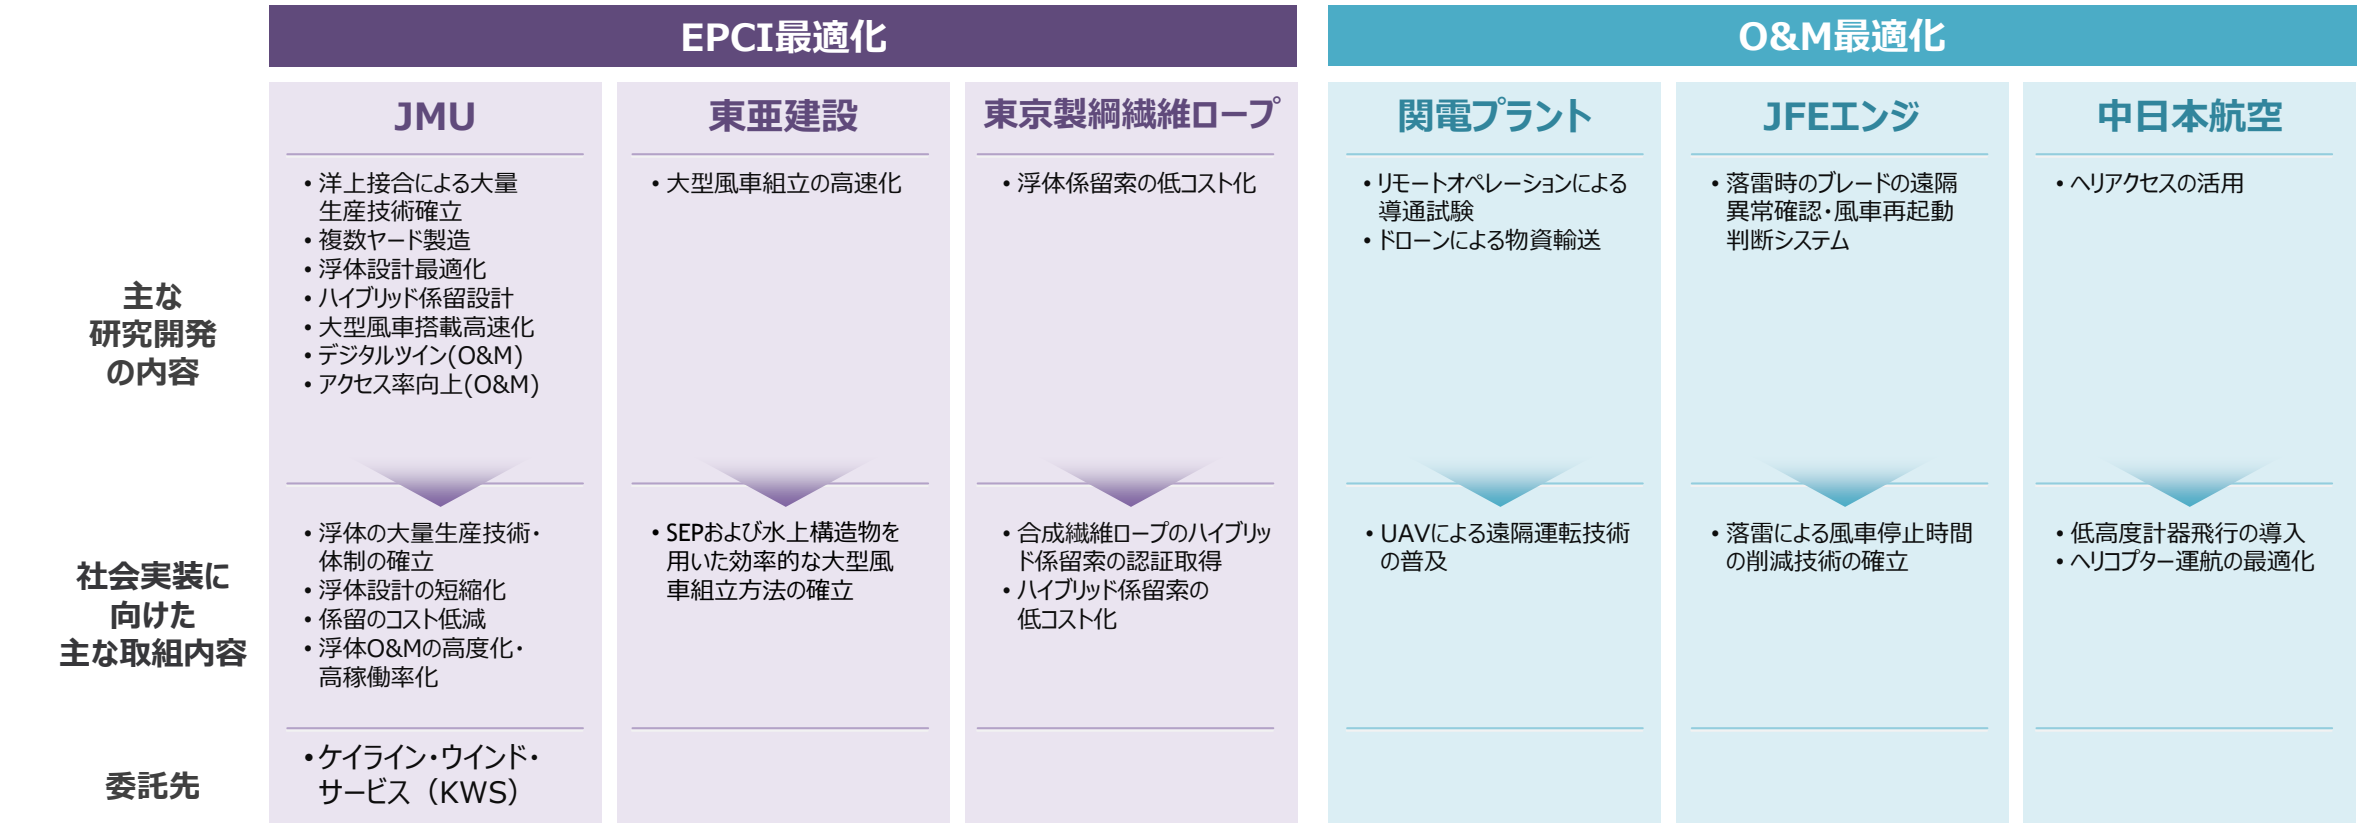 EPCI最適化
O&M最適化
JMU
東亜建設
東京製綱繊維ロープ
関電プラント
JFEエンジ
中日本航空
主な
研究開発
の内容
・洋上接合による大量
生産技術確立
・複数ヤード製造
・浮体設計最適化
・ハイブリッド係留設計
・大型風車搭載高速化
・デジタルツイン(O&M)
・アクセス率向上(O&M)
・大型風車組立の高速化
・浮体係留索の低コスト化
・リモートオペレーションによる
導通試験
・ドローンによる物資輸送
・落雷時のブレードの遠隔
異常確認・風車再起動
判断システム
・ヘリアクセスの活用
社会実装に
向けた
主な取組内容
・浮体の大量生産技術・
体制の確立
・浮体設計の短縮化
・係留のコスト低減
・浮体O&Mの高度化・
高稼働率化
・SEPおよび水上構造物を
用いた効率的な大型風
車組立方法の確立
・合成繊維ロープのハイブリッ
ド係留索の認証取得
・ハイブリッド係留索の
低コスト化
・UAVによる遠隔運転技術
の普及
・落雷による風車停止時間
の削減技術の確立
・低高度計器飛行の導入
・ヘリコプター運航の最適化
委託先
・ケイライン・ウインド・
サービス（KWS）